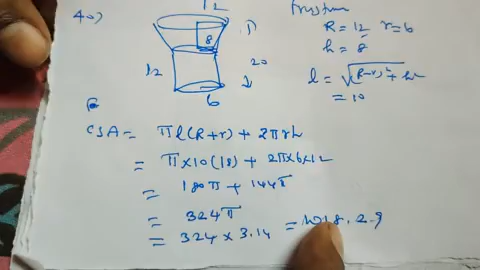 40)
12
8
20
12
6
frustum
R = 12 r = 6
h = 8
l = √(R-r)² + h²
= 10
CSA = πl(R+r) + 2πrh
= π×10(18) + 2π×6×12
= 180π + 144π
= 324π
= 324 × 3.14 = 1018.29